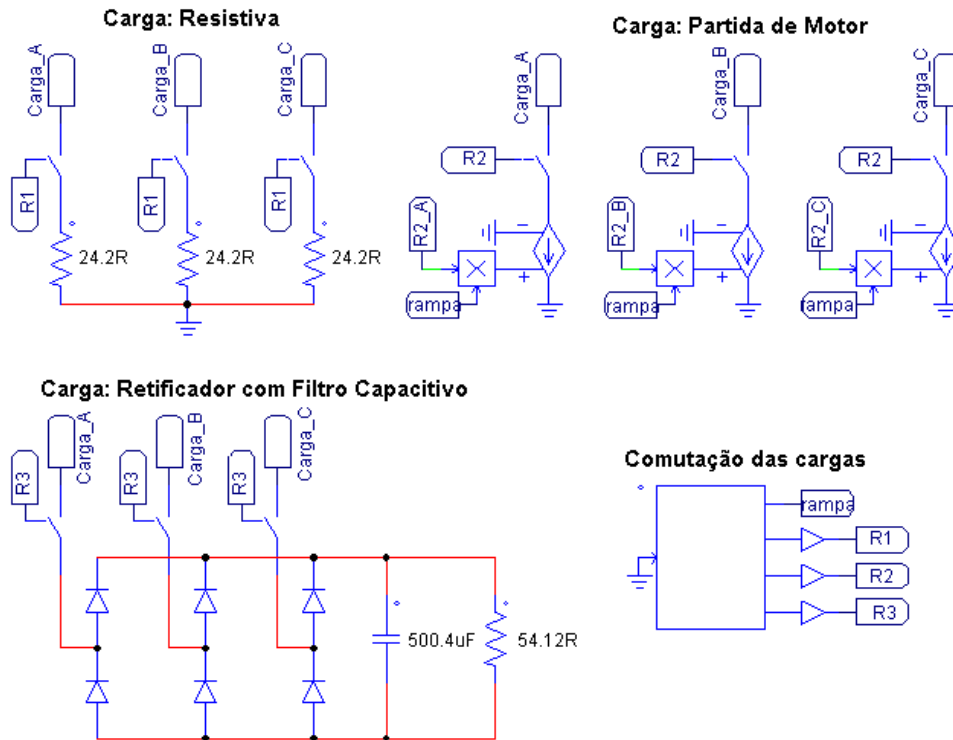 Carga: Resistiva
Carga_A
Carga_B
Carga_C
R1
R1
R1
24.2R
24.2R
24.2R
Carga: Partida de Motor
Carga_A
Carga_B
Carga_C
R2
R2
R2
R2_A
R2_B
R2_C
− − −
+ + +
rampa
rampa
rampa
Carga: Retificador com Filtro Capacitivo
Carga_A
Carga_B
Carga_C
R3
R3
R3
500.4uF
54.12R
Comutação das cargas
rampa
R1
R2
R3